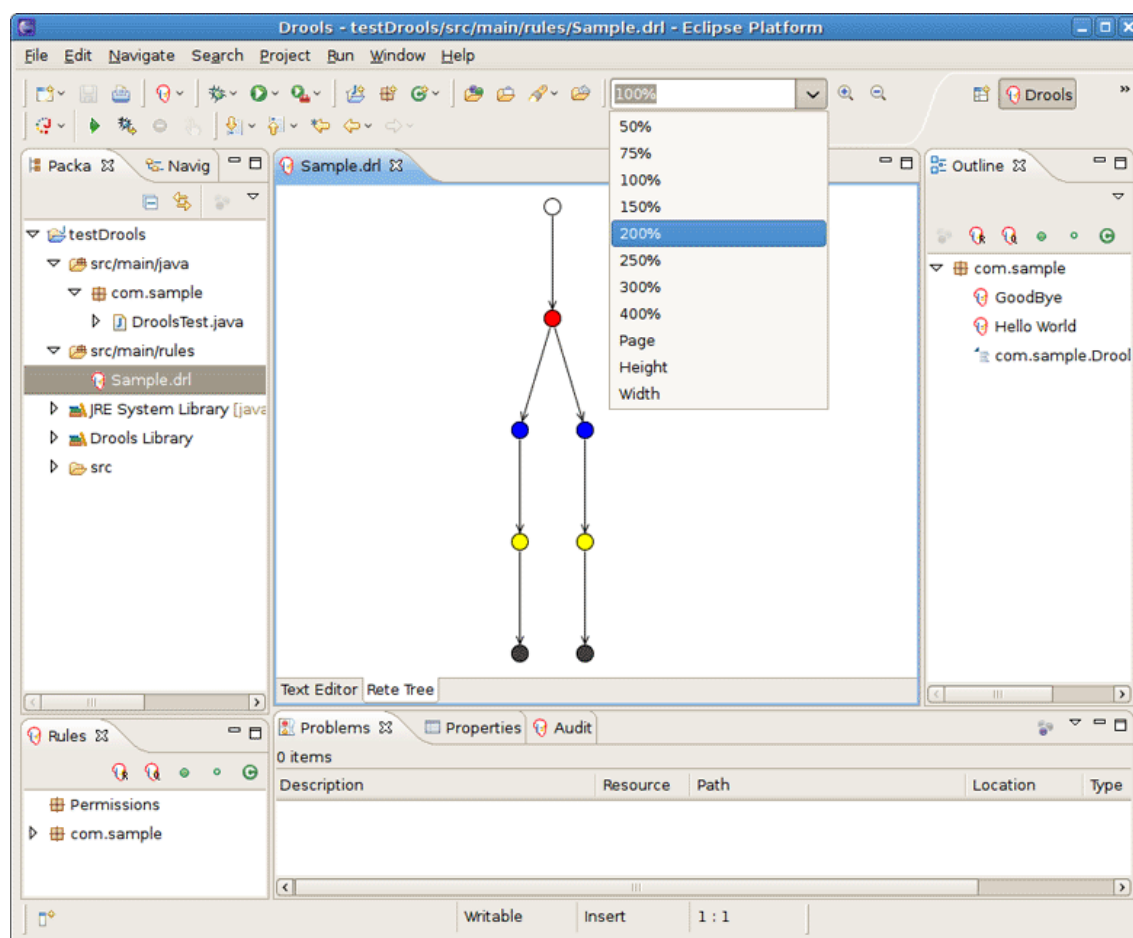 Drools - testDrools/src/main/rules/Sample.drl - Eclipse Platform
File Edit Navigate Search Project Run Window Help
100%
Drools
»
50%
75%
100%
150%
200%
250%
300%
400%
Page
Height
Width
Packa
Navig
testDrools
src/main/java
com.sample
DroolsTest.java
src/main/rules
Sample.drl
JRE System Library [java
Drools Library
src
Sample.drl
Text Editor Rete Tree
Outline
com.sample
GoodBye
Hello World
com.sample.Drool
Rules
Permissions
com.sample
Problems Properties Audit
0 items
Description Resource Path Location Type
Writable Insert 1 : 1